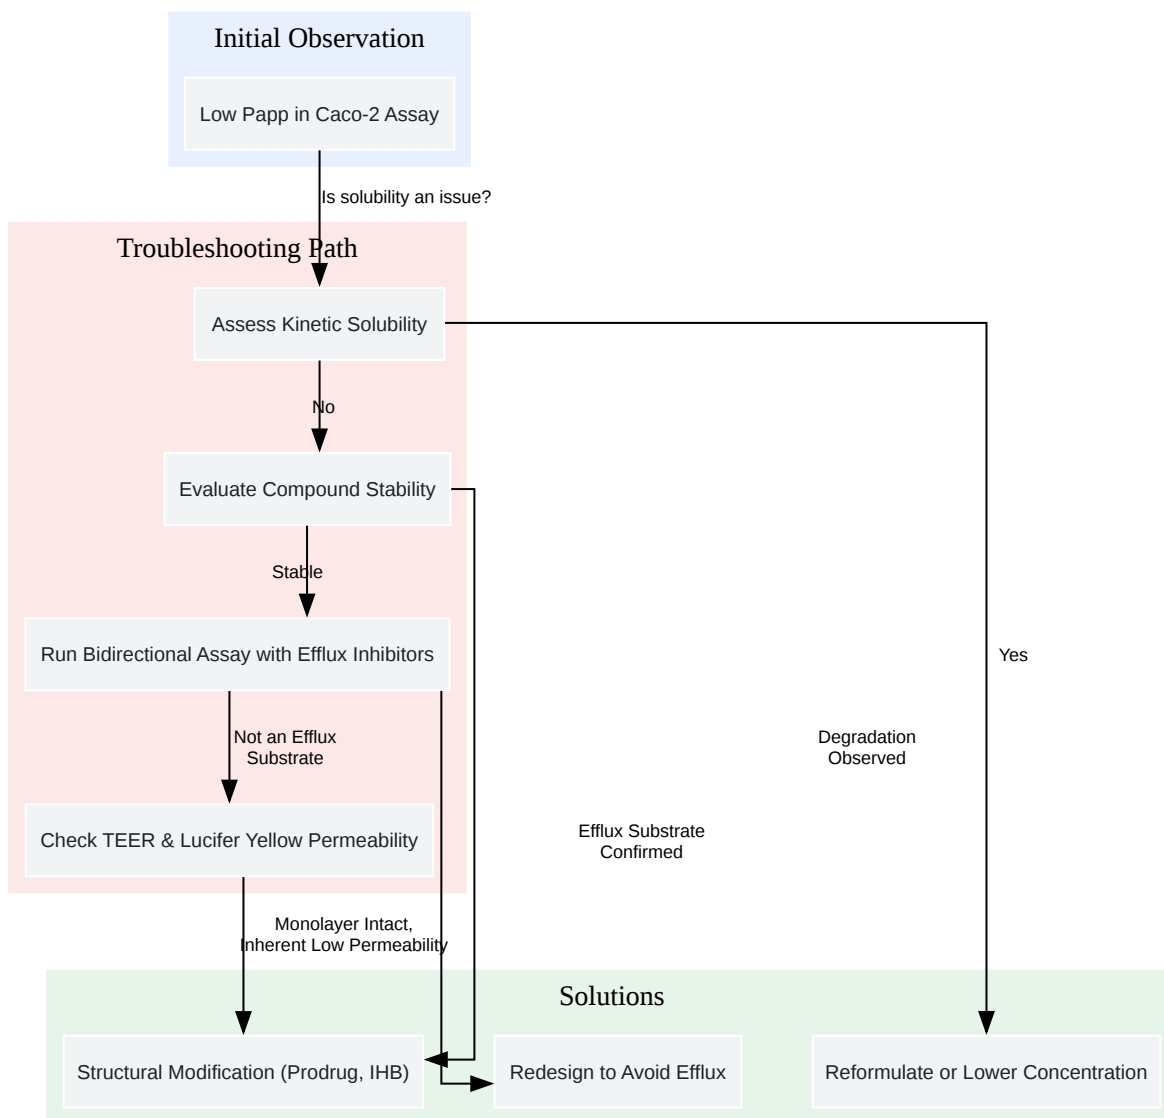 Initial Observation
Low Papp in Caco-2 Assay
Is solubility an issue?
Troubleshooting Path
Assess Kinetic Solubility
No
Evaluate Compound Stability
Stable
Run Bidirectional Assay with Efflux Inhibitors
Yes
Not an Efflux
Substrate
Degradation
Observed
Check TEER & Lucifer Yellow Permeability
Efflux Substrate
Confirmed
Monolayer Intact,
Inherent Low Permeability
Solutions
Structural Modification (Prodrug, IHB)
Redesign to Avoid Efflux
Reformulate or Lower Concentration